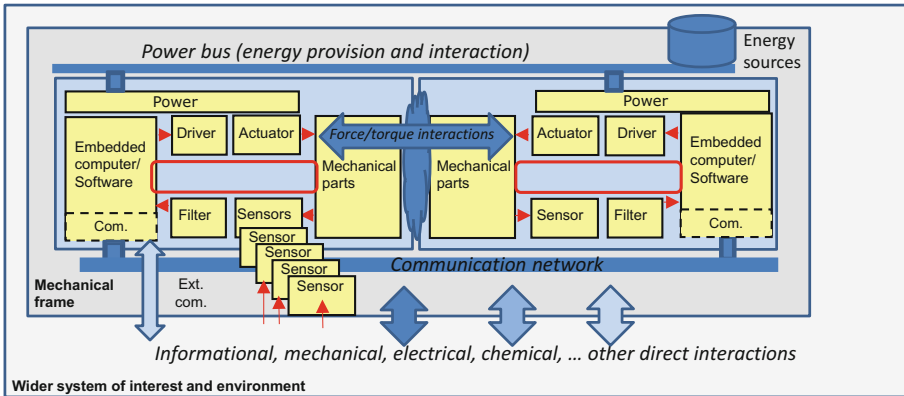 Power bus (energy provision and interaction)
Energy
sources
Power
Power
Embedded
computer/
Software
Com.
Driver
Actuator
Filter
Sensors
Mechanical
parts
Force/torque interactions
Mechanical
parts
Actuator
Driver
Sensor
Filter
Embedded
computer/
Software
Com.
Sensor
Sensor
Sensor
Sensor
Communication network
Mechanical
frame
Ext.
com.
Informational, mechanical, electrical, chemical, … other direct interactions
Wider system of interest and environment